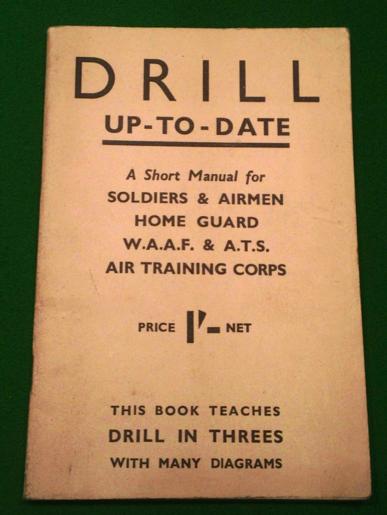 DRILL
UP-TO-DATE
A Short Manual for
SOLDIERS & AIRMEN
HOME GUARD
W.A.A.F. & A.T.S.
AIR TRAINING CORPS
PRICE 1/- NET
THIS BOOK TEACHES
DRILL IN THREES
WITH MANY DIAGRAMS